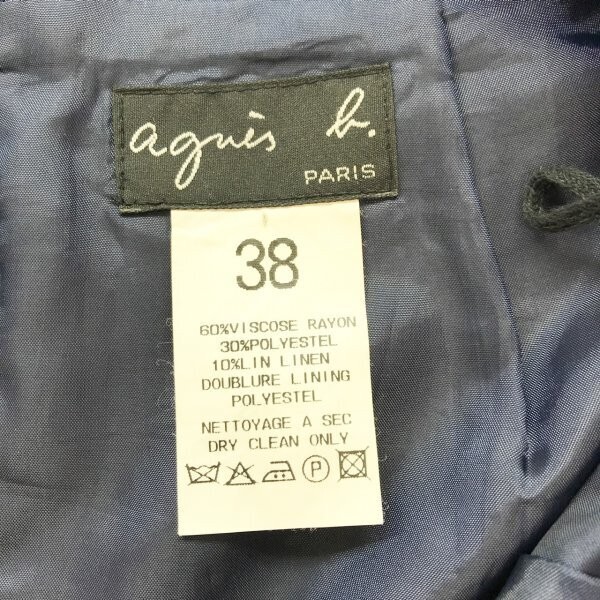 agnès b.
PARIS
38
60%VISCOSE RAYON
30%POLYESTEL
10%LIN LINEN
DOUBLURE LINING
POLYESTEL
NETTOYAGE A SEC
DRY CLEAN ONLY
P